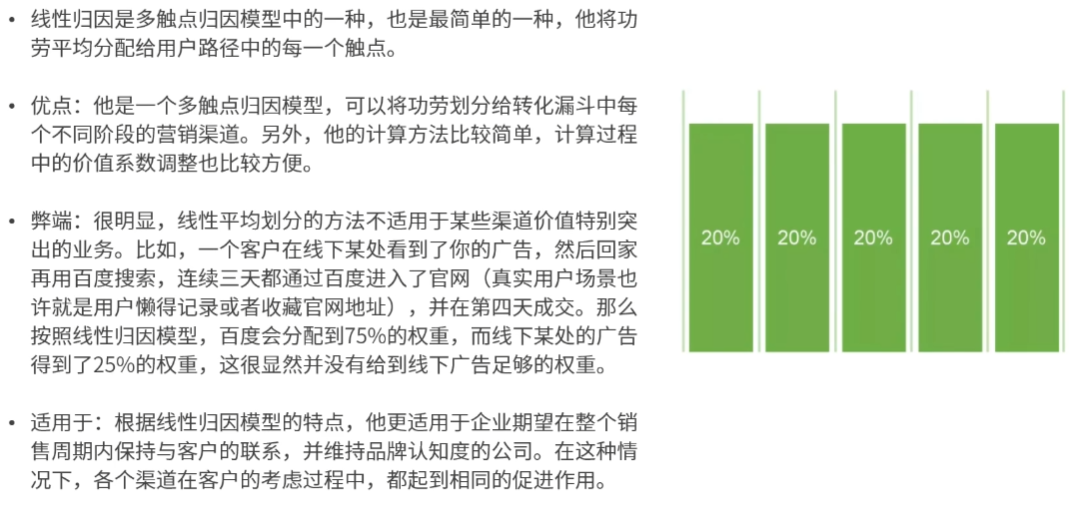 • 线性归因是多触点归因模型中的一种，也是最简单的一种，他将功
劳平均分配给用户路径中的每一个触点。
• 优点：他是一个多触点归因模型，可以将功劳划分给转化漏斗中每
个不同阶段的营销渠道。另外，他的计算方法比较简单，计算过程
中的价值系数调整也比较方便。
• 弊端：很明显，线性平均划分的方法不适用于某些渠道价值特别突
出的业务。比如，一个客户在线下某处看到了你的广告，然后回家
再用百度搜索，连续三天都通过百度进入了官网（真实用户场景也
许就是用户懒得记录或者收藏官网地址），并在第四天成交。那么
按照线性归因模型，百度会分配到75%的权重，而线下某处的广告
得到了25%的权重，这很显然并没有给到线下广告足够的权重。
• 适用于：根据线性归因模型的特点，他更适用于企业期望在整个销
售周期内保持与客户的联系，并维持品牌认知度的公司。在这种情
况下，各个渠道在客户的考虑过程中，都起到相同的促进作用。
20% 20% 20% 20% 20%